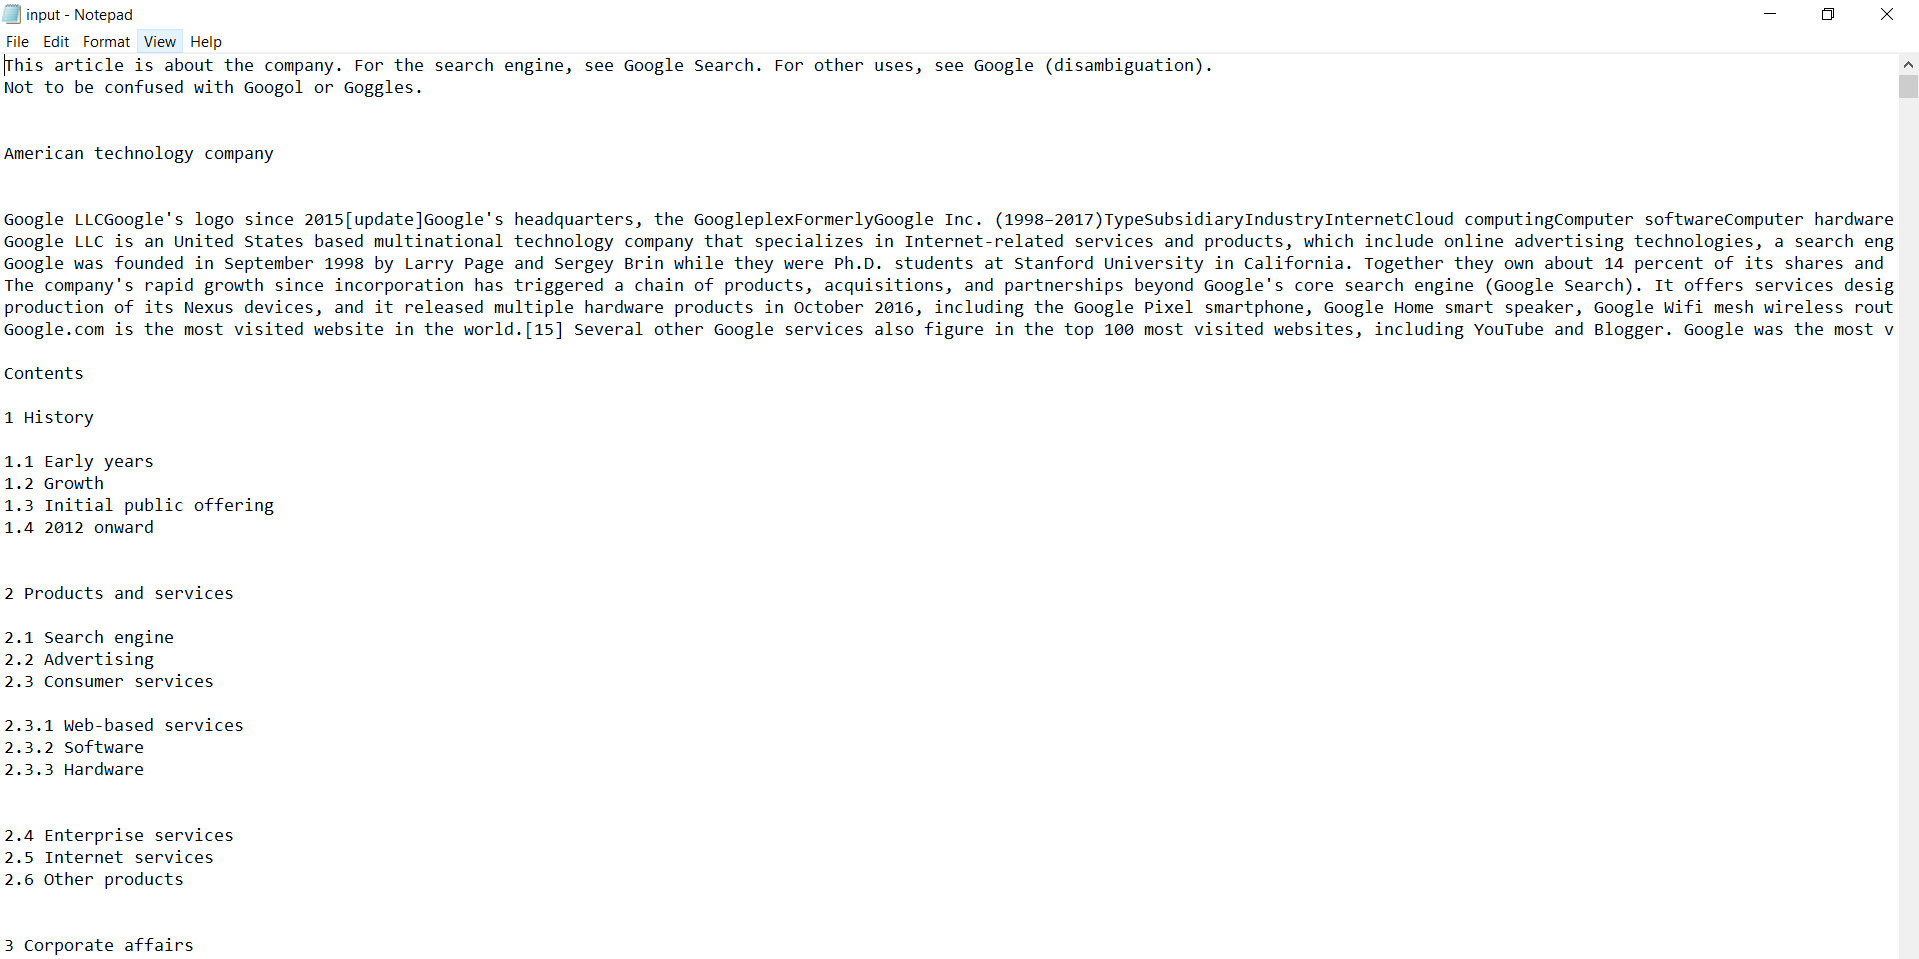 input - Notepad
File Edit Format View Help
This article is about the company. For the search engine, see Google Search. For other uses, see Google (disambiguation).
Not to be confused with Googol or Goggles.
American technology company
Google LLCGoogle's logo since 2015[update]Google's headquarters, the GoogleplexFormerlyGoogle Inc. (1998–2017)TypeSubsidiaryIndustryInternetCloud computingComputer softwareComputer hardware
Google LLC is an United States based multinational technology company that specializes in Internet-related services and products, which include online advertising technologies, a search eng
Google was founded in September 1998 by Larry Page and Sergey Brin while they were Ph.D. students at Stanford University in California. Together they own about 14 percent of its shares and
The company's rapid growth since incorporation has triggered a chain of products, acquisitions, and partnerships beyond Google's core search engine (Google Search). It offers services desig
production of its Nexus devices, and it released multiple hardware products in October 2016, including the Google Pixel smartphone, Google Home smart speaker, Google Wifi mesh wireless rout
Google.com is the most visited website in the world.[15] Several other Google services also figure in the top 100 most visited websites, including YouTube and Blogger. Google was the most v
Contents
1 History
1.1 Early years
1.2 Growth
1.3 Initial public offering
1.4 2012 onward
2 Products and services
2.1 Search engine
2.2 Advertising
2.3 Consumer services
2.3.1 Web-based services
2.3.2 Software
2.3.3 Hardware
2.4 Enterprise services
2.5 Internet services
2.6 Other products
3 Corporate affairs